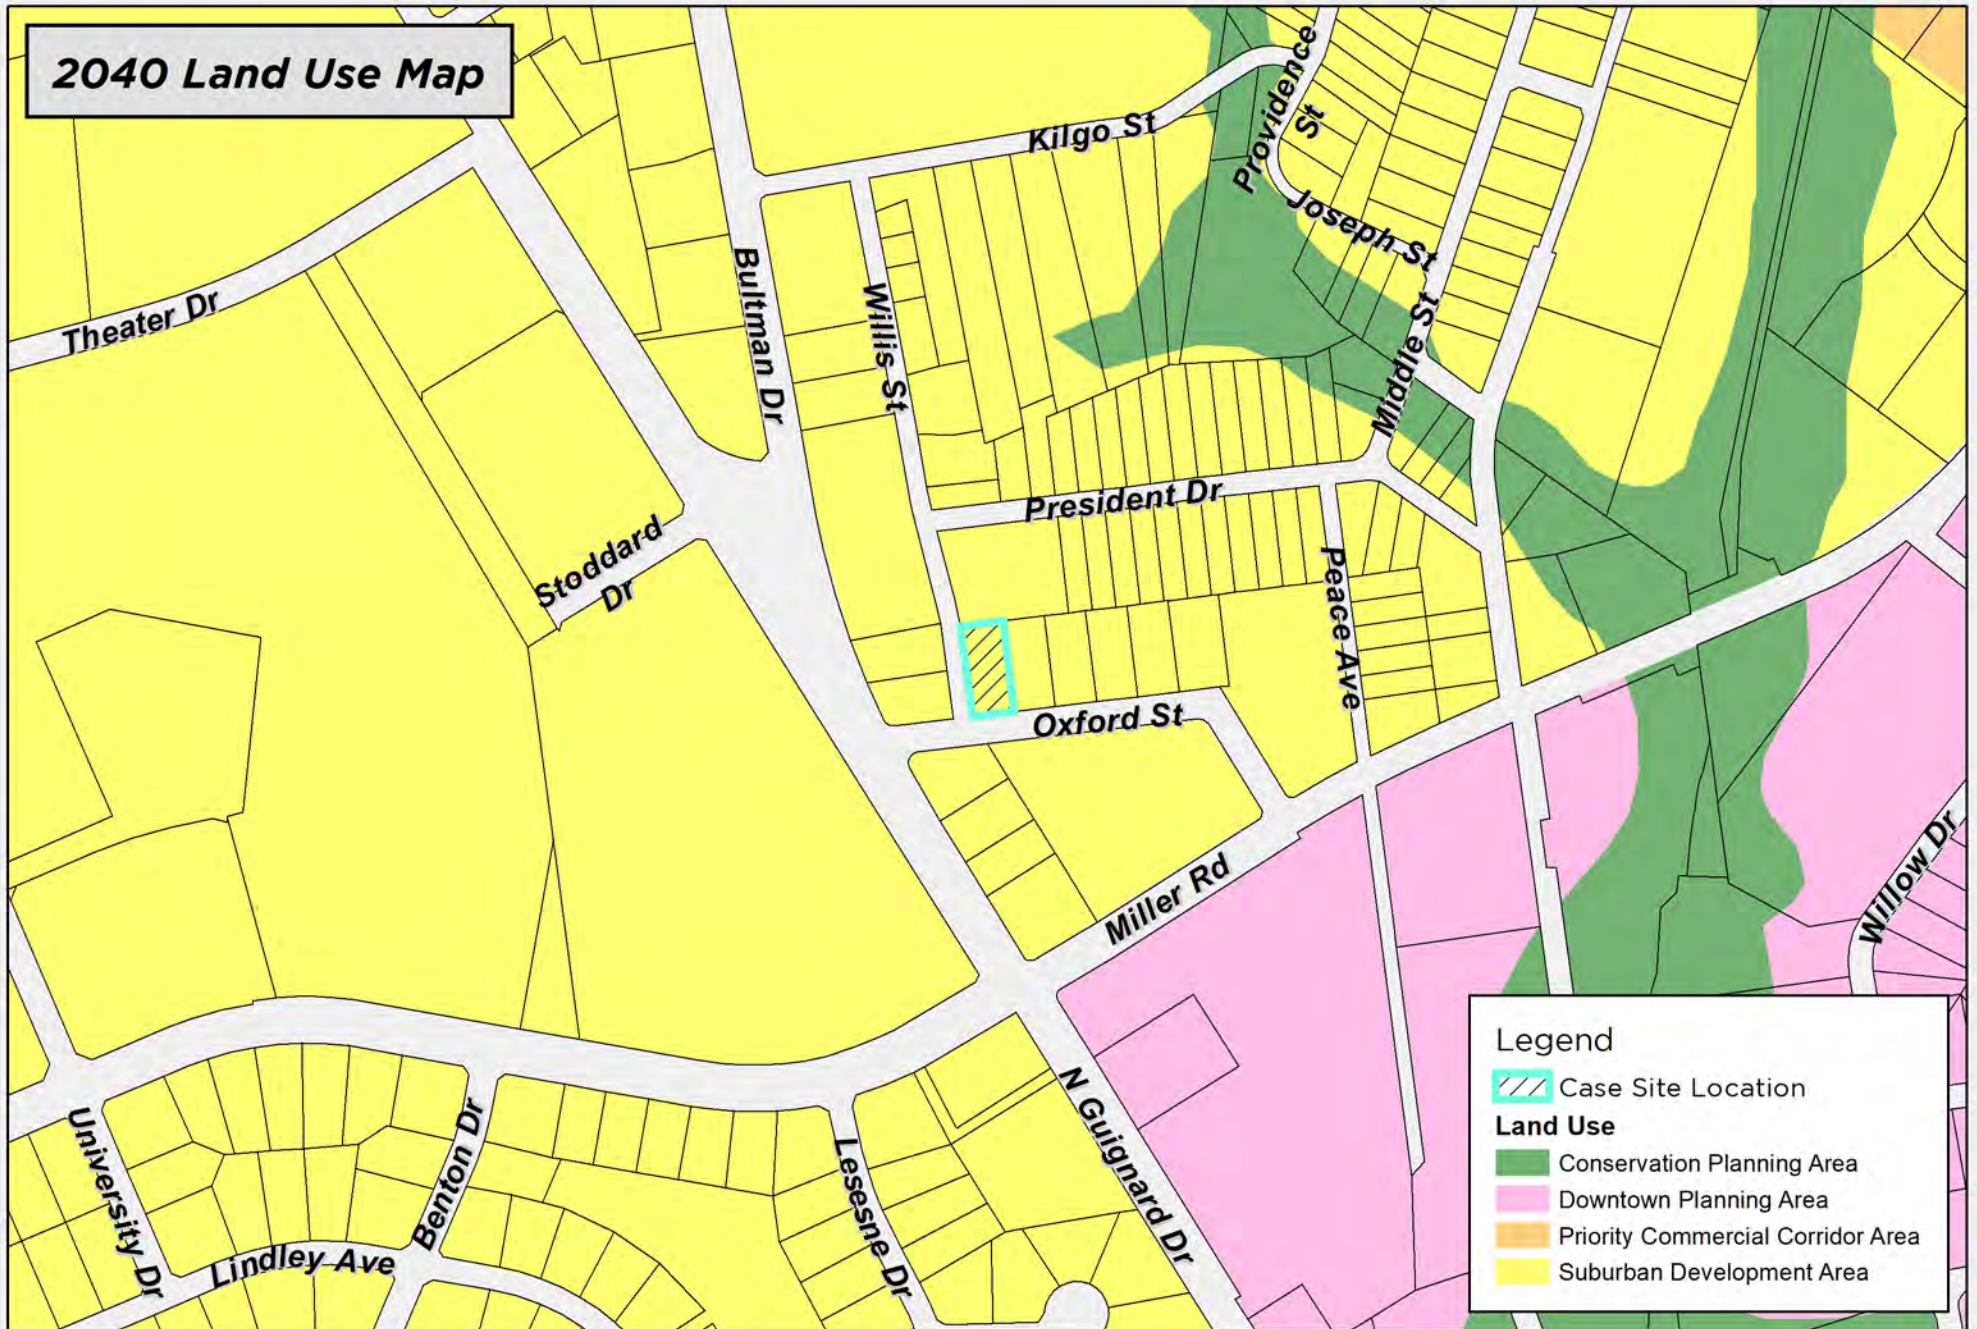 2040 Land Use Map
Kilgo St
Providence
St
Joseph St
Theater Dr
Bultman Dr
Willis St
Middle St
President Dr
Stoddard
Dr
Peace Ave
Oxford St
Miller Rd
Willow Dr
N Guignard Dr
University Dr
Benton Dr
Lesesne Dr
Lindley Ave
Legend
Case Site Location
Land Use
Conservation Planning Area
Downtown Planning Area
Priority Commercial Corridor Area
Suburban Development Area